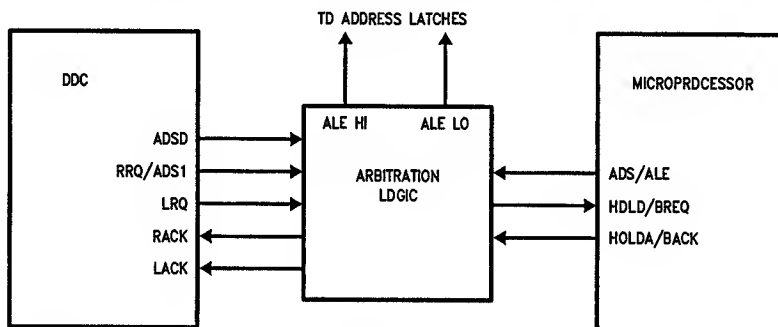 TD ADDRESS LATCHES
DDC
MICROPRDCESSOR
ALE HI
ALE LO
ADSD
RRQ/ADS1
ARBITRATION
LDGIC
ADS/ALE
LRQ
HDLD/BREQ
RACK
HOLDA/BACK
LACK